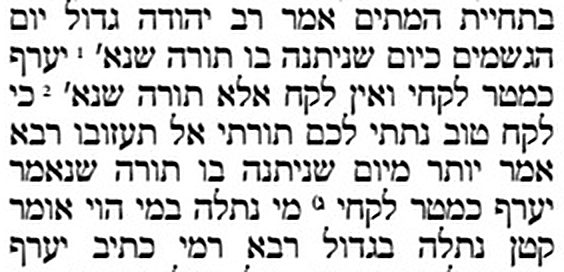 בתחיית המתים אמר רב יהודה גדול יום
הגשמים כיום שניתנה בו תורה שנא׳ ¹ יערף
כמטר לקחי ואין לקח אלא תורה שנא׳ ² כי
לקח טוב נתתי לכם תורתי אל תעזובו רבא
אמר יותר מיום שניתנה בו תורה שנאמר
יערף כמטר לקחי ג) מי נתלה במי הוי אומר
קטן נתלה בגדול רבא רמי כתיב יערף